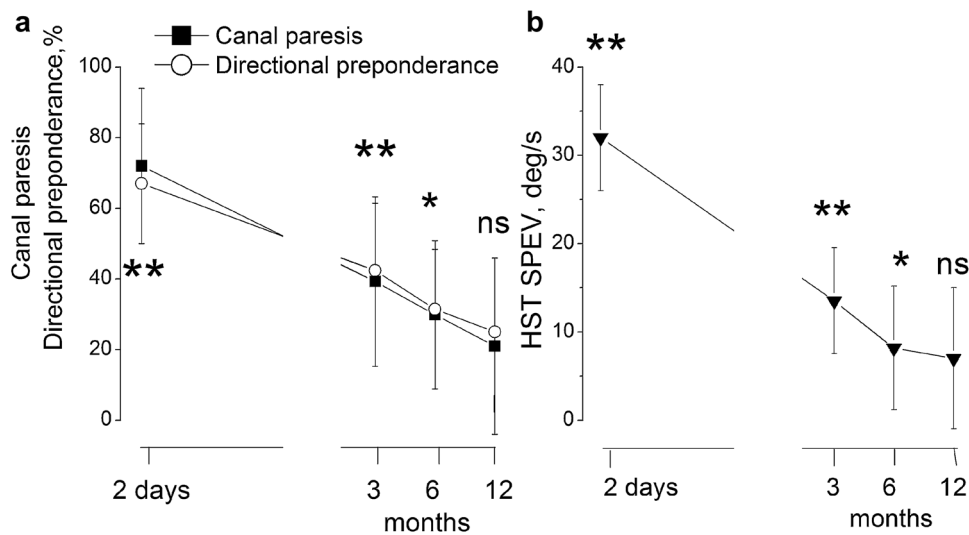 a
Canal paresis
Directional preponderance
Canal paresis
Directional preponderance,%
100
80
60
40
20
0
**
**
*
ns
2 days
3
6
12
months
b
HST SPEV, deg/s
40
30
20
10
0
**
**
*
ns
2 days
3
6
12
months